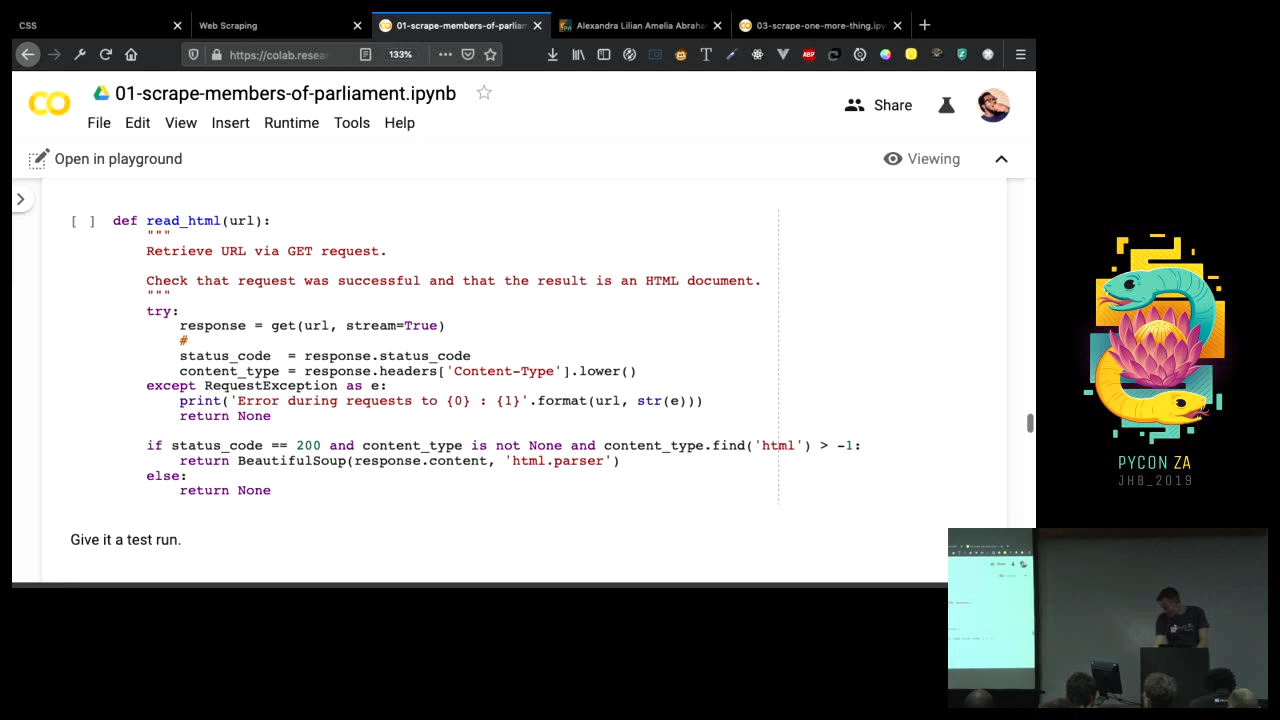 CSS
Web Scraping
01-scrape-members-of-parliam
Alexandra Lilian Amelia Abraha
03-scrape-one-more-thing.ipy
https://colab.resear
133%
ABP
CO
01-scrape-members-of-parliament.ipynb
Share
File Edit View Insert Runtime Tools Help
Open in playground
Viewing
[ ] def read_html(url):
"""
Retrieve URL via GET request.
Check that request was successful and that the result is an HTML document.
"""
try:
response = get(url, stream=True)
#
status_code = response.status_code
content_type = response.headers['Content-Type'].lower()
except RequestException as e:
print('Error during requests to {0} : {1}'.format(url, str(e)))
return None
if status_code == 200 and content_type is not None and content_type.find('html') > -1:
return BeautifulSoup(response.content, 'html.parser')
else:
return None
Give it a test run.
PYCON ZA
JHB_2019